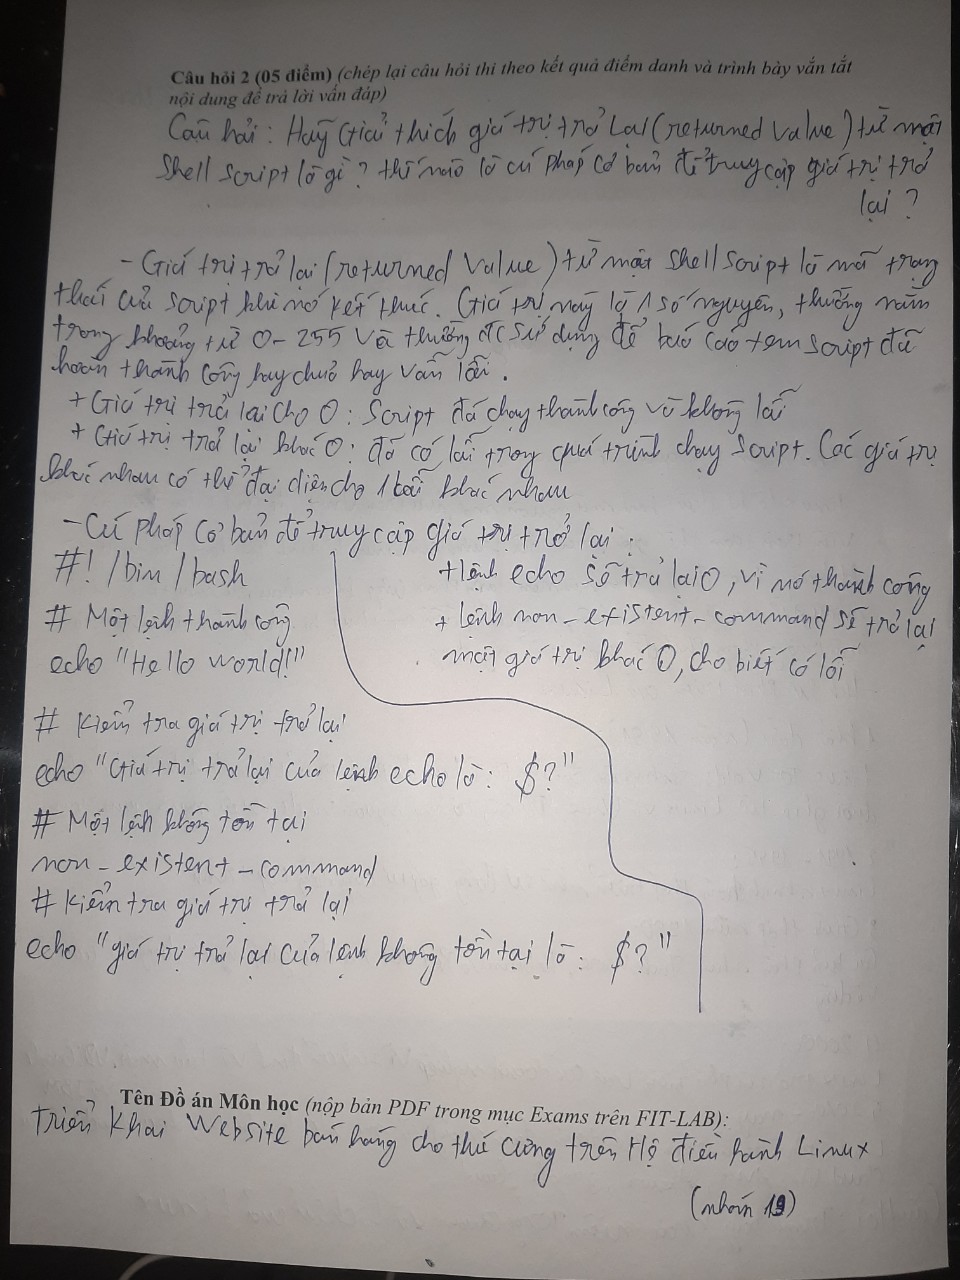 Câu hỏi 2 (05 điểm) (chép lại câu hỏi thi theo kết quả điểm danh và trình bày vắn tắt
nội dung để trả lời vấn đáp)
Câu hỏi : Hãy Giải thích giá trị trở Lại (returned value) từ một
Shell Script là gì ? thế nào là cú pháp cơ bản để truy cập giá trị trở
lại ?
- Giá trị trở lại (returned value) từ một Shell Script là mã trạng
thái của script khi nó kết thúc. Giá trị này là 1 số nguyên, thường nằm
trong khoảng từ 0 - 255 và thường đc sử dụng để báo cáo xem script đã
hoàn thành công hay chưa hay vẫn lỗi.
+ Giá trị trả lại cho 0 : Script đã chạy thành công và không lỗi
+ Giá trị trả lại khác 0 : đã có lỗi trong quá trình chạy Script. Các giá trị
khác nhau có thể đại diện cho 1 lỗi khác nhau
- Cú pháp cơ bản để truy cập giá trị trở lại :
#! /bin/bash
# Một lệnh thành công
echo "Hello world!"
# Kiểm tra giá trị trở lại
echo "Giá trị trả lại của lệnh echo là : $?"
# Một lệnh không tồn tại
non-existent-command
# Kiểm tra giá trị trả lại
echo "giá trị trả lại của lệnh không tồn tại là : $?"
+ lệnh echo sẽ trả lại 0, vì nó thành công
+ lệnh non-existent-command sẽ trả lại
một giá trị khác 0, cho biết có lỗi
Tên Đồ án Môn học (nộp bản PDF trong mục Exams trên FIT-LAB):
Triển khai Website bán hàng cho thú cưng trên Hệ điều hành Linux
(nhóm 19)